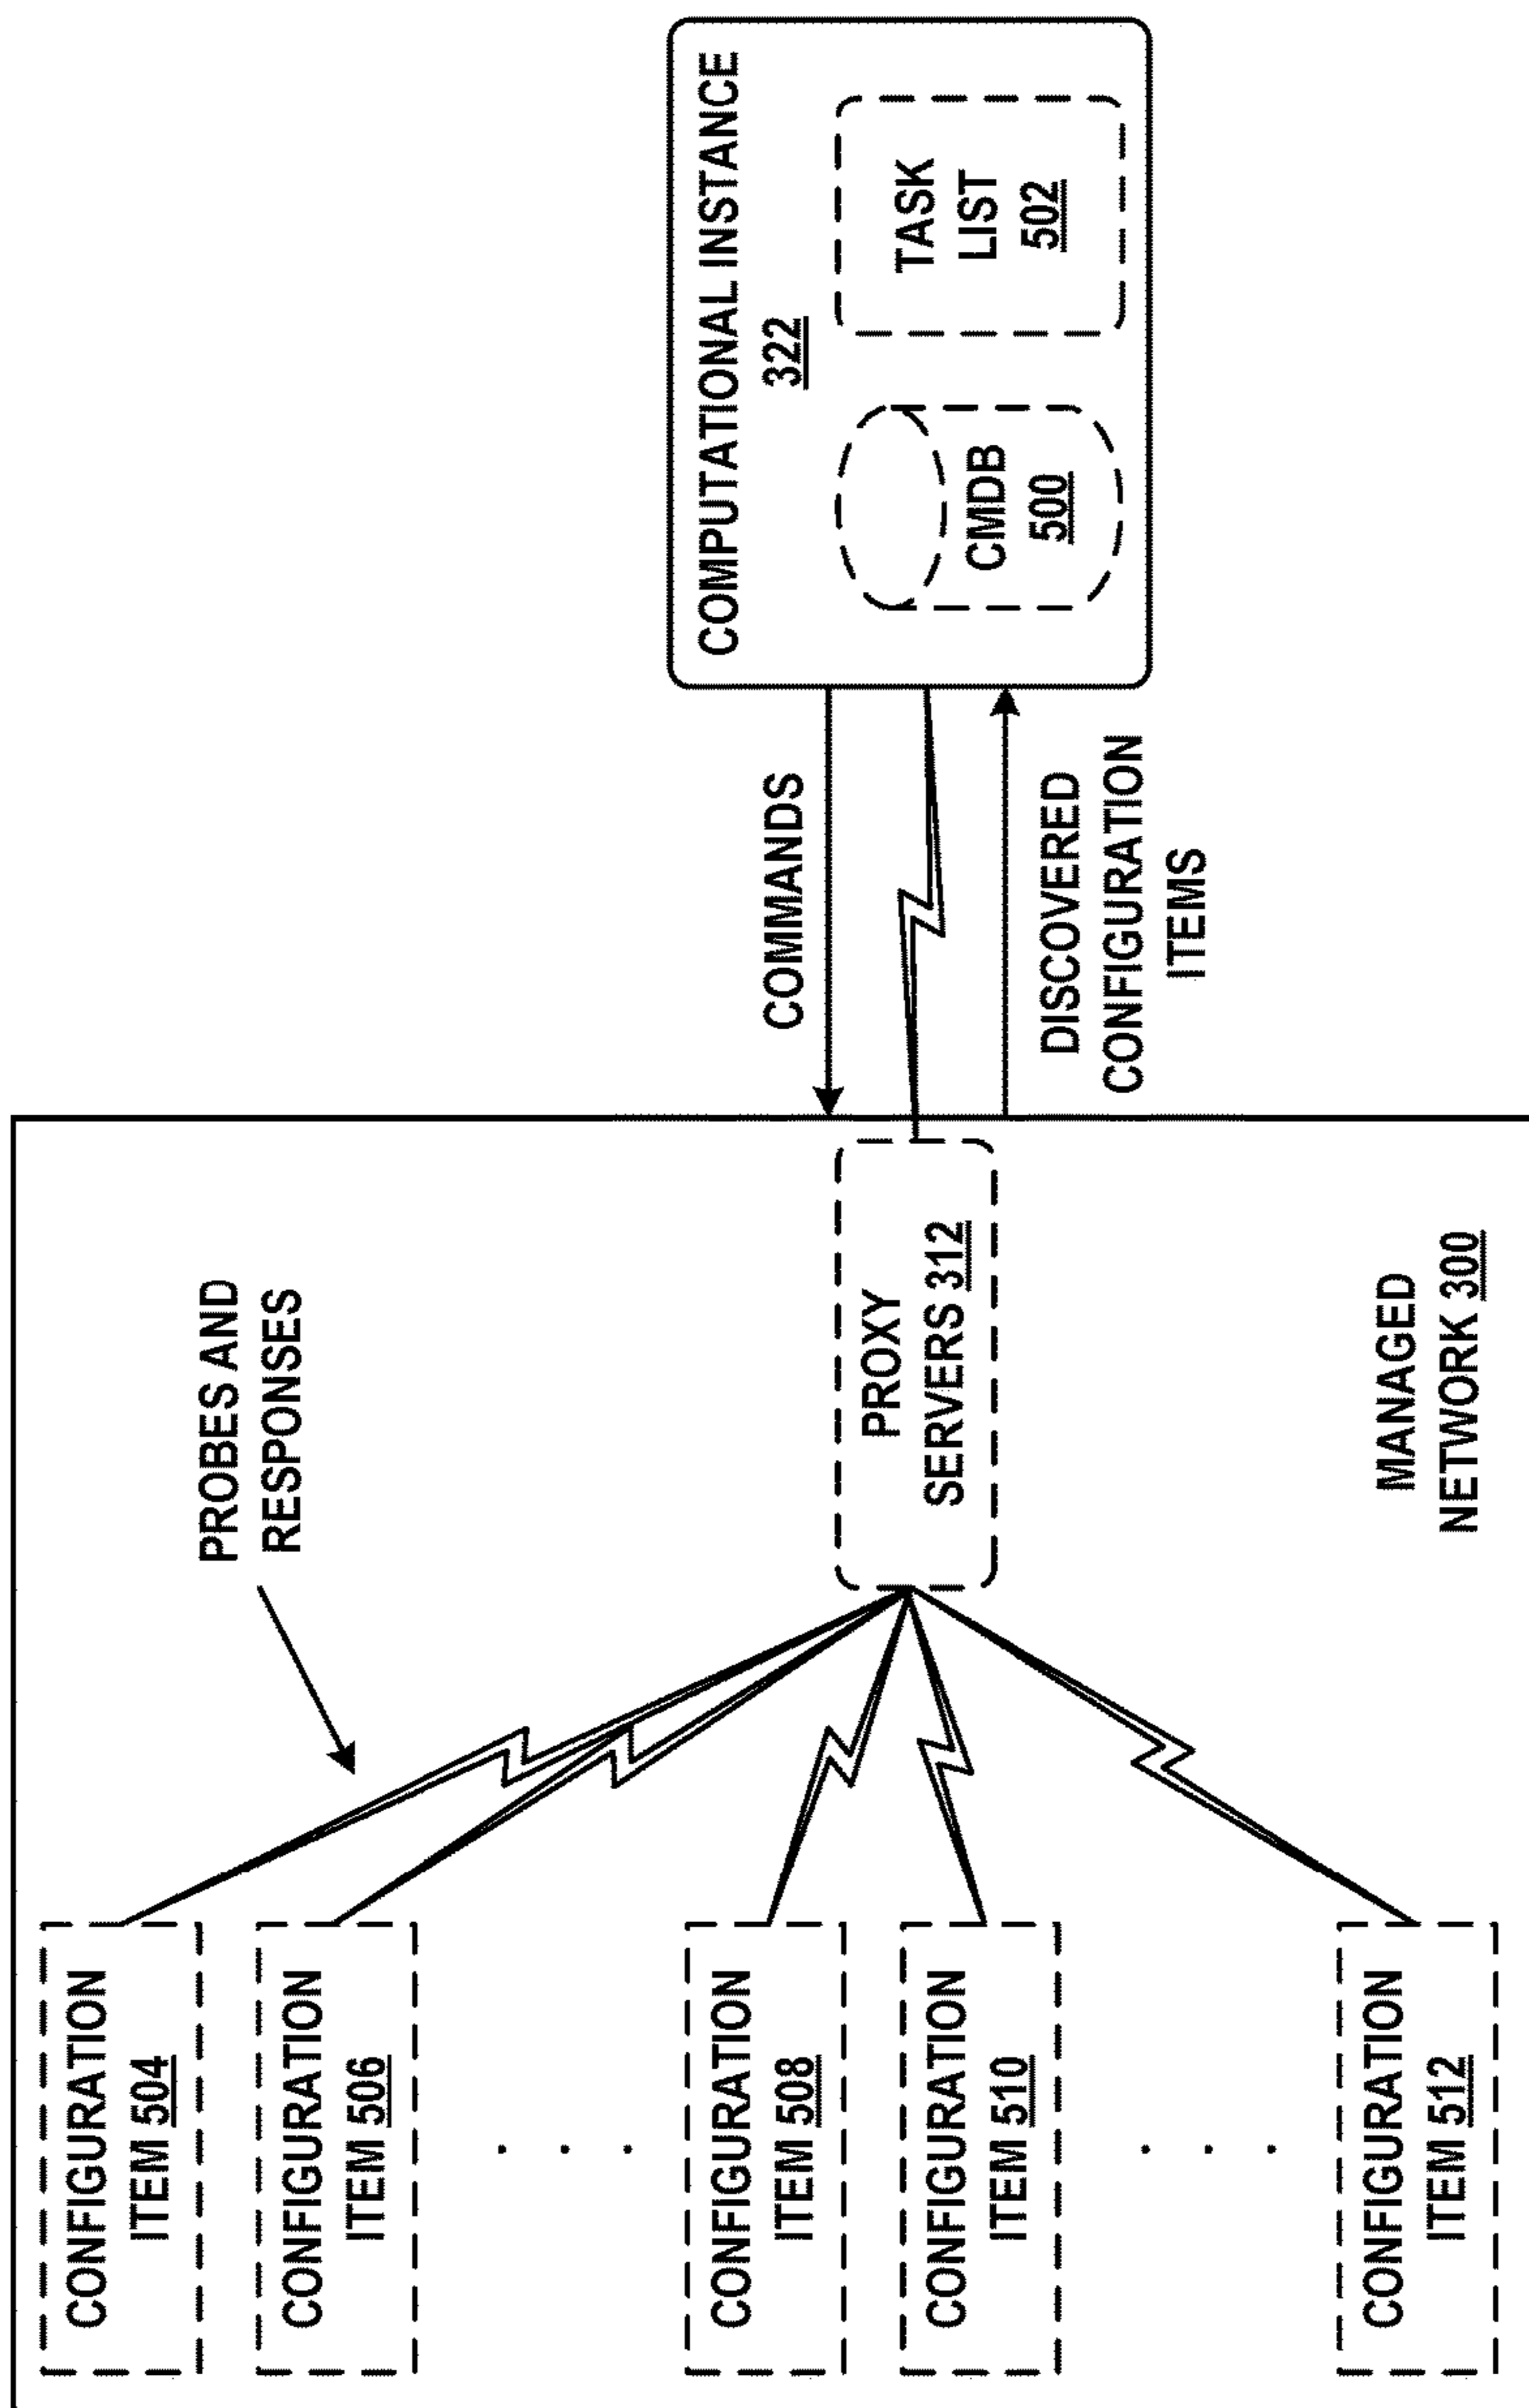 COMPUTATIONAL INSTANCE
322
CMDB
500
TASK
LIST
502
COMMANDS
DISCOVERED
CONFIGURATION
ITEMS
PROBES AND
RESPONSES
PROXY
SERVERS 312
MANAGED
NETWORK 300
CONFIGURATION
ITEM 504
CONFIGURATION
ITEM 506
CONFIGURATION
ITEM 508
CONFIGURATION
ITEM 510
CONFIGURATION
ITEM 512